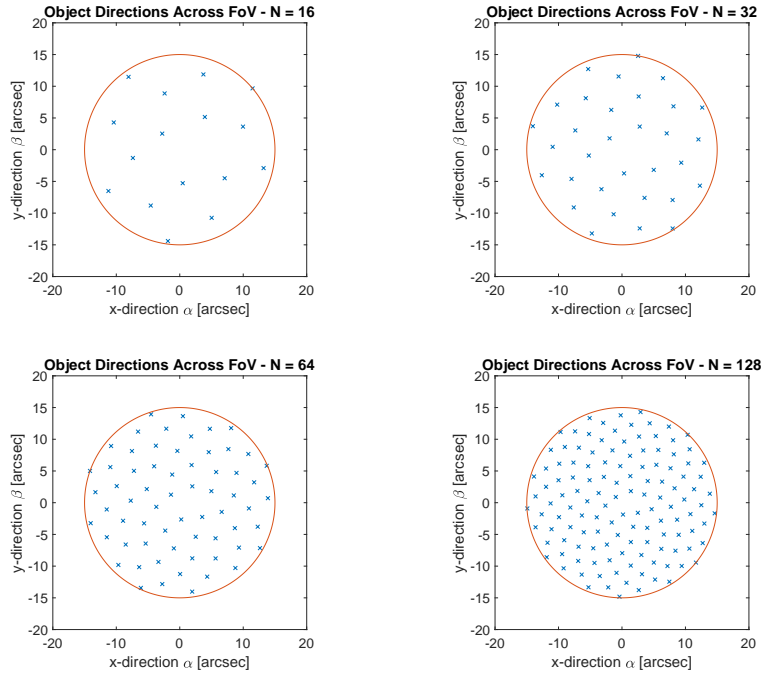 Object Directions Across FoV - N = 16
20
15
10
5
0
-5
-10
-15
-20
-20 -10 0 10 20
x-direction α [arcsec]
y-direction β [arcsec]
Object Directions Across FoV - N = 32
20
15
10
5
0
-5
-10
-15
-20
-20 -10 0 10 20
x-direction α [arcsec]
y-direction β [arcsec]
Object Directions Across FoV - N = 64
20
15
10
5
0
-5
-10
-15
-20
-20 -10 0 10 20
x-direction α [arcsec]
y-direction β [arcsec]
Object Directions Across FoV - N = 128
20
15
10
5
0
-5
-10
-15
-20
-20 -10 0 10 20
x-direction α [arcsec]
y-direction β [arcsec]